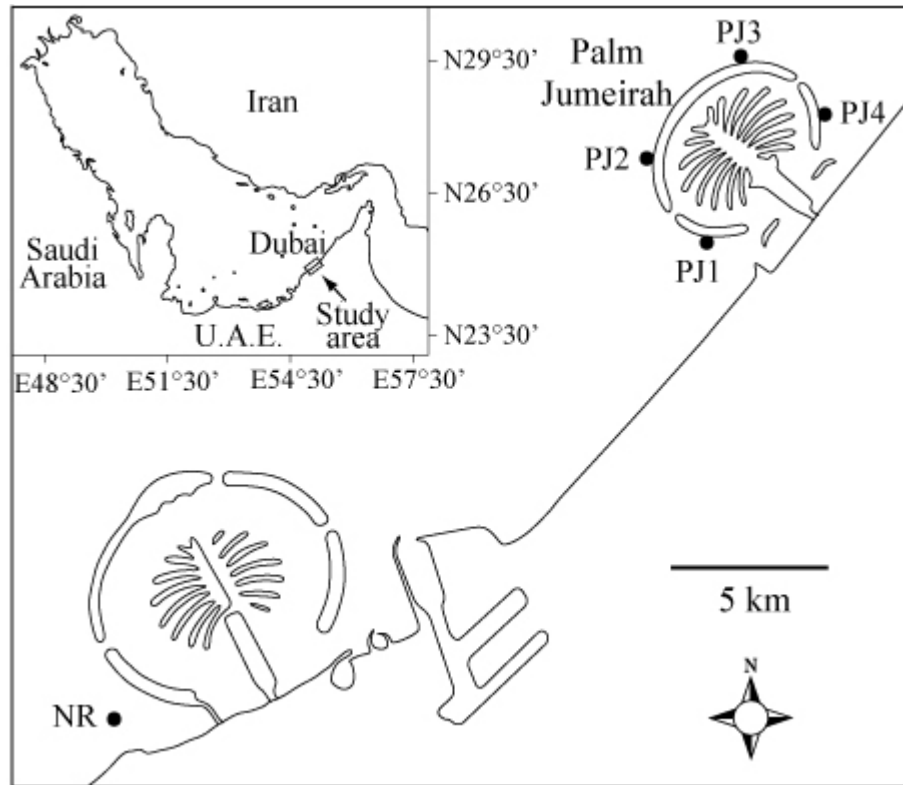 PJ3
N29°30’
Palm
Jumeirah
Iran
PJ4
PJ2
N26°30’
Saudi
Arabia
Dubai
PJ1
Study
area
U.A.E.
N23°30’
E48°30’
E51°30’
E54°30’
E57°30’
5 km
N
NR